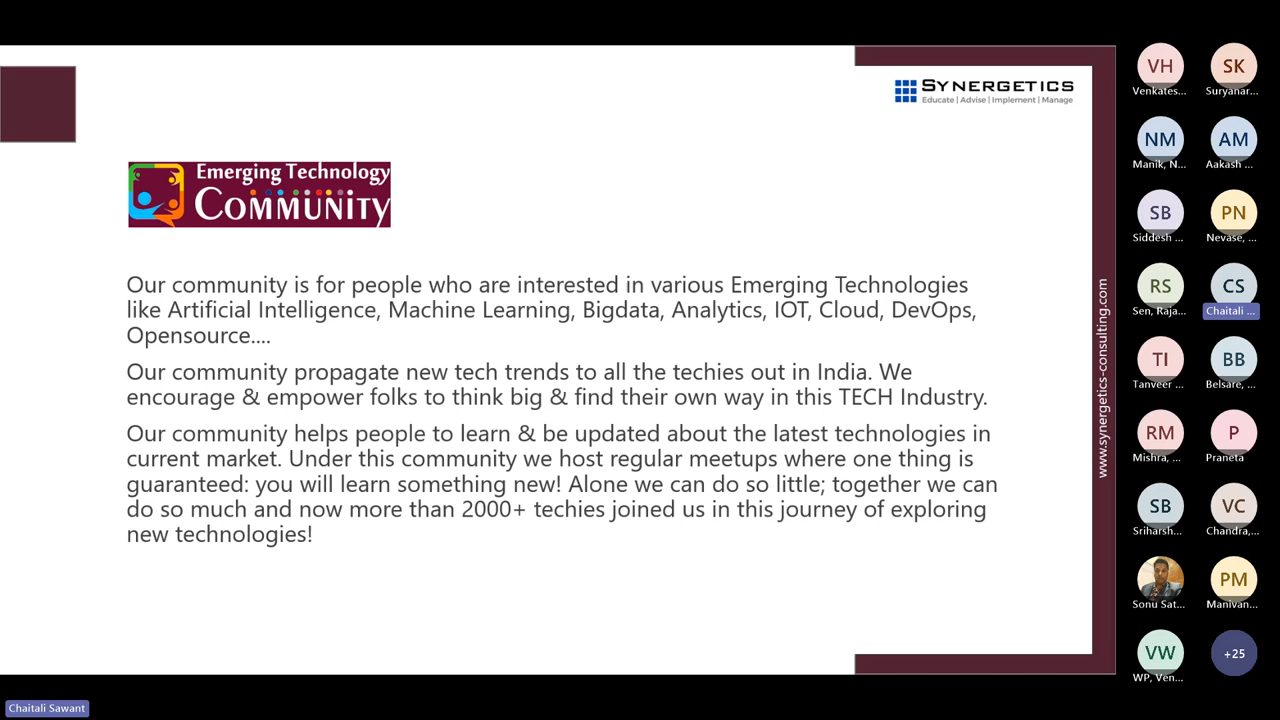 SYNERGETICS
Educate | Advise | Implement | Manage
Emerging Technology
COMMUNITY
Our community is for people who are interested in various Emerging Technologies
like Artificial Intelligence, Machine Learning, Bigdata, Analytics, IOT, Cloud, DevOps,
Opensource....
Our community propagate new tech trends to all the techies out in India. We
encourage & empower folks to think big & find their own way in this TECH Industry.
Our community helps people to learn & be updated about the latest technologies in
current market. Under this community we host regular meetups where one thing is
guaranteed: you will learn something new! Alone we can do so little; together we can
do so much and now more than 2000+ techies joined us in this journey of exploring
new technologies!
www.synergetics-consulting.com
VH
Venkates...
SK
Suryanar...
NM
Manik, N...
AM
Aakash ...
SB
Siddesh ...
PN
Nevase, ...
RS
Sen, Raja...
CS
Chaitali ...
TI
Tanveer ...
BB
Belsare, ...
RM
Mishra, ...
P
Praneta
SB
Sriharsh...
VC
Chandra,...
Sonu Sat...
PM
Manivan...
VW
WP, Ven...
+25
Chaitali Sawant